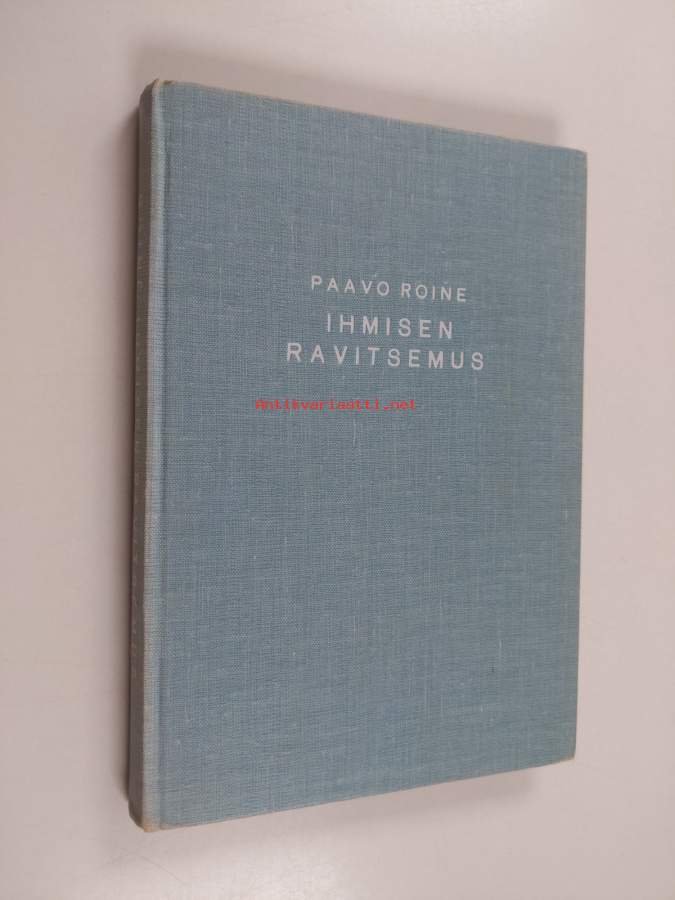 PAAVO ROINE
IHMISEN
RAVITSEMUS
Antikvariaatti.net